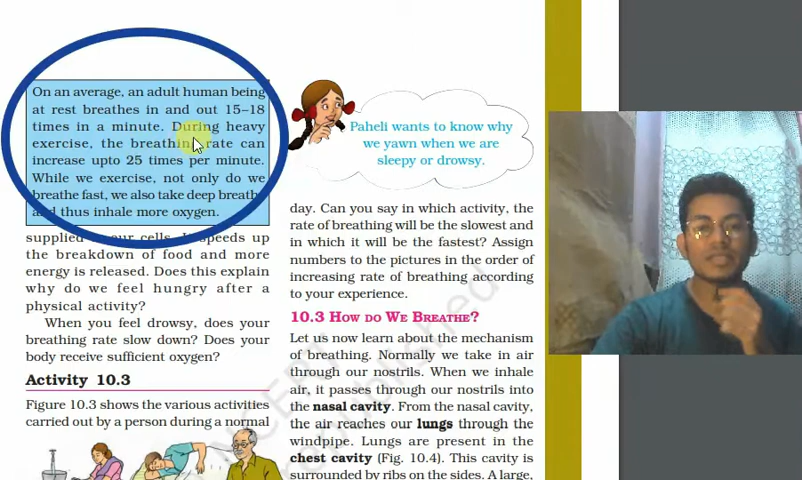 On an average, an adult human being
at rest breathes in and out 15–18
times in a minute. During heavy
exercise, the breathing rate can
increase upto 25 times per minute.
While we exercise, not only do we
breathe fast, we also take deep breaths
and thus inhale more oxygen.
supplied to our cells. It speeds up
the breakdown of food and more
energy is released. Does this explain
why do we feel hungry after a
physical activity?
When you feel drowsy, does your
breathing rate slow down? Does your
body receive sufficient oxygen?
Activity 10.3
Figure 10.3 shows the various activities
carried out by a person during a normal
Paheli wants to know why
we yawn when we are
sleepy or drowsy.
day. Can you say in which activity, the
rate of breathing will be the slowest and
in which it will be the fastest? Assign
numbers to the pictures in the order of
increasing rate of breathing according
to your experience.
10.3 HOW DO WE BREATHE?
Let us now learn about the mechanism
of breathing. Normally we take in air
through our nostrils. When we inhale
air, it passes through our nostrils into
the nasal cavity. From the nasal cavity,
the air reaches our lungs through the
windpipe. Lungs are present in the
chest cavity (Fig. 10.4). This cavity is
surrounded by ribs on the sides. A large,